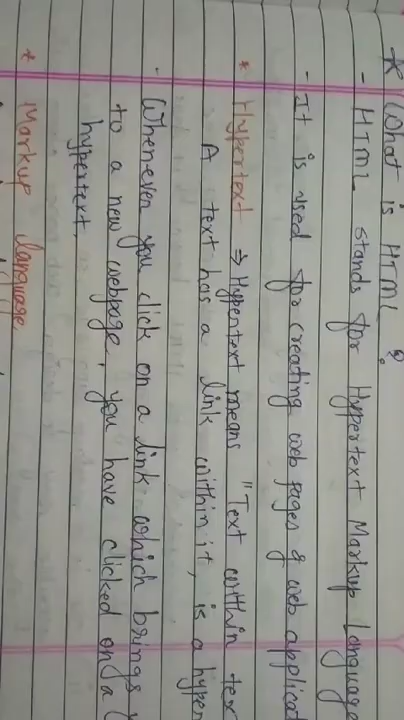 * What is HTML ?
- HTML stands for Hypertext Markup Language
- It is used for creating web pages & web applicat
* Hypertext ⇒ Hypertext means "Text within tex
A text has a link within it, is a hyper
. Whenever you click on a link which brings y
to a new webpage, you have clicked on a
hypertext.
* Markup language